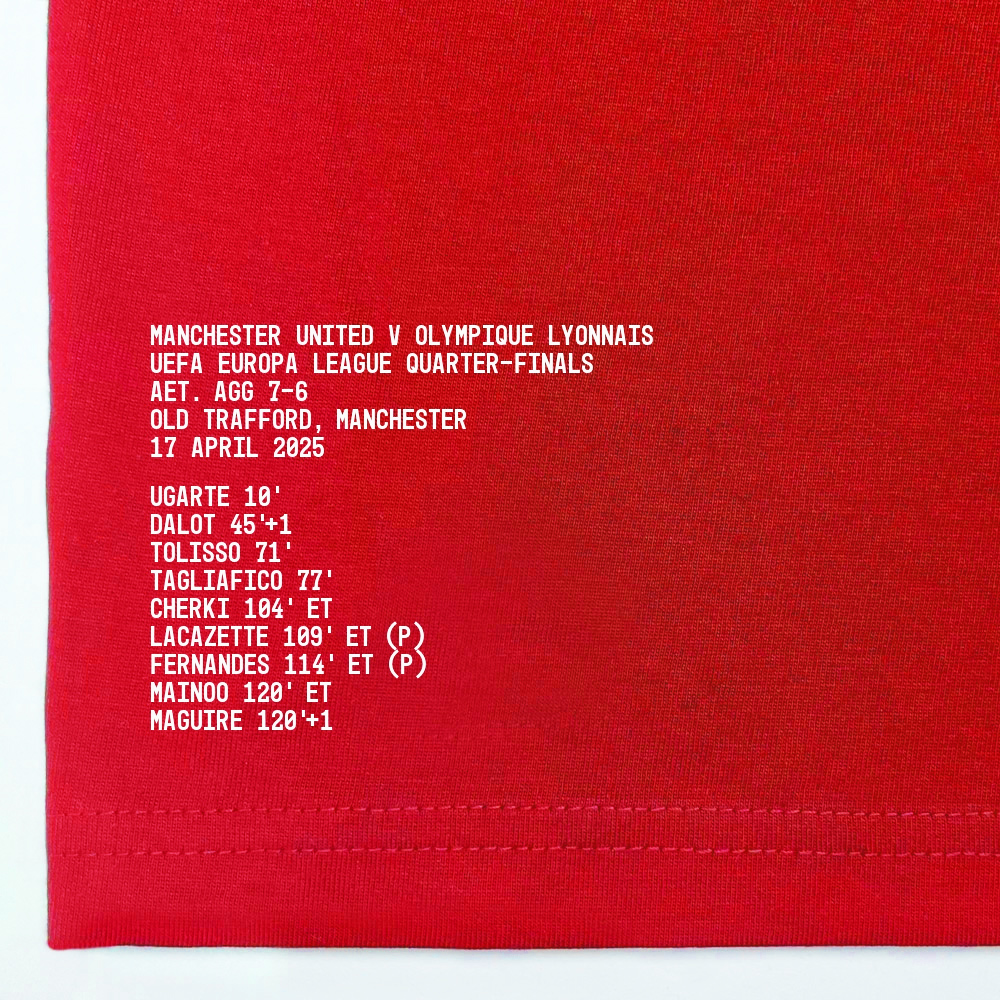 MANCHESTER UNITED V OLYMPIQUE LYONNAIS
UEFA EUROPA LEAGUE QUARTER-FINALS
AET. AGG 7-6
OLD TRAFFORD, MANCHESTER
17 APRIL 2025
UGARTE 10'
DALOT 45'+1
TOLISSO 71'
TAGLIAFICO 77'
CHERKI 104' ET
LACAZETTE 109' ET (P)
FERNANDES 114' ET (P)
MAINOO 120' ET
MAGUIRE 120'+1